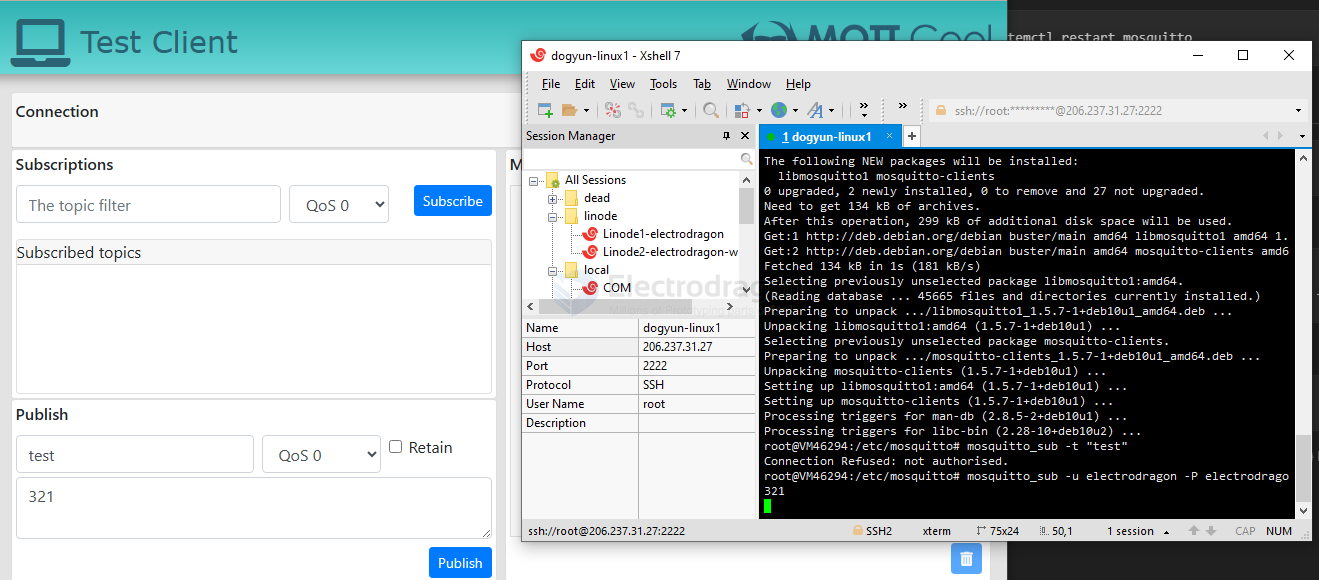 Test Client
MQTT Cool
temctl restart mosquitto
Connection
Subscriptions
The topic filter
QoS 0
Subscribe
Subscribed topics
Publish
test
QoS 0
Retain
321
Publish
dogyun-linux1 - Xshell 7
File Edit View Tools Tab Window Help
ssh://root:*********@206.237.31.27:2222
Session Manager
1 dogyun-linux1
All Sessions
dead
linode
Linode1-electrodragon
Linode2-electrodragon-w
local
COM
Electrodrag
Name dogyun-linux1
Host 206.237.31.27
Port 2222
Protocol SSH
User Name root
Description
The following NEW packages will be installed:
libmosquitto1 mosquitto-clients
0 upgraded, 2 newly installed, 0 to remove and 27 not upgraded.
Need to get 134 kB of archives.
After this operation, 299 kB of additional disk space will be used.
Get:1 http://deb.debian.org/debian buster/main amd64 libmosquitto1 amd64 1.
Get:2 http://deb.debian.org/debian buster/main amd64 mosquitto-clients amd6
Fetched 134 kB in 1s (181 kB/s)
Selecting previously unselected package libmosquitto1:amd64.
(Reading database ... 45665 files and directories currently installed.)
Preparing to unpack .../libmosquitto1_1.5.7-1+deb10u1_amd64.deb ...
Unpacking libmosquitto1:amd64 (1.5.7-1+deb10u1) ...
Selecting previously unselected package mosquitto-clients.
Preparing to unpack .../mosquitto-clients_1.5.7-1+deb10u1_amd64.deb ...
Unpacking mosquitto-clients (1.5.7-1+deb10u1) ...
Setting up libmosquitto1:amd64 (1.5.7-1+deb10u1) ...
Setting up mosquitto-clients (1.5.7-1+deb10u1) ...
Processing triggers for man-db (2.8.5-2+deb10u1) ...
Processing triggers for libc-bin (2.28-10+deb10u2) ...
root@VM46294:/etc/mosquitto# mosquitto_sub -t "test"
Connection Refused: not authorised.
root@VM46294:/etc/mosquitto# mosquitto_sub -u electrodragon -P electrodrago
321
ssh://root@206.237.31.27:2222 SSH2 xterm 75x24 50,1 1 session CAP NUM